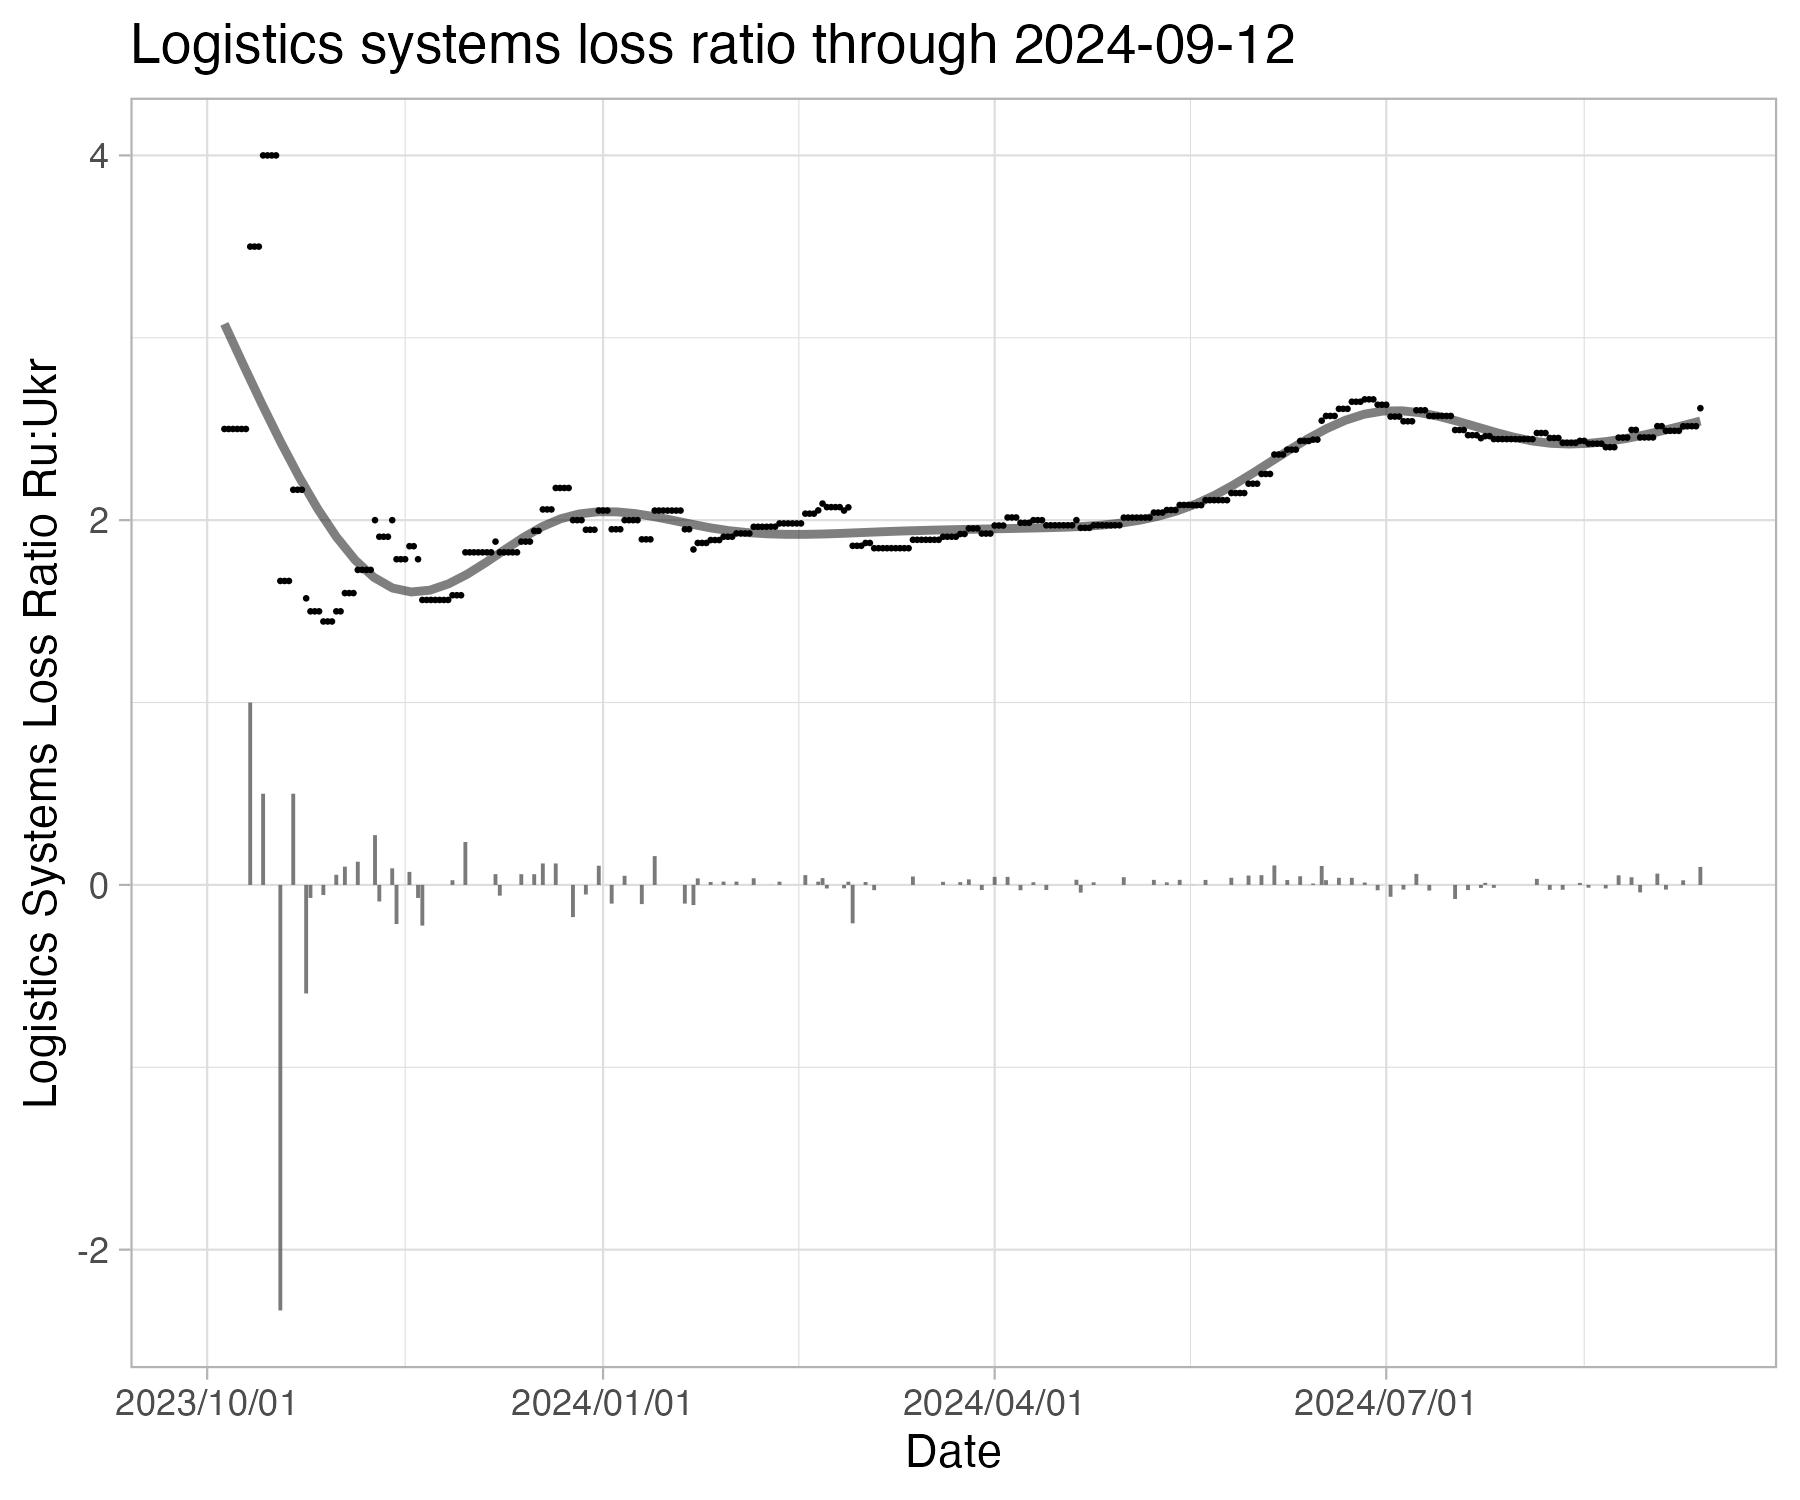 Logistics systems loss ratio through 2024-09-12
Logistics Systems Loss Ratio Ru:Ukr
4
2
0
-2
2023/10/01
2024/01/01
2024/04/01
2024/07/01
Date